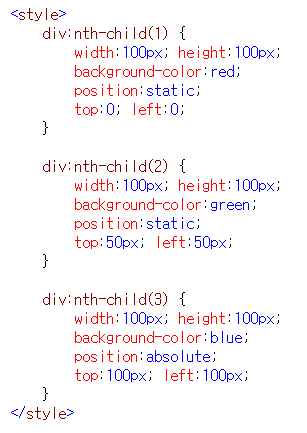 <style>
div:nth-child(1) {
width:100px; height:100px;
background-color:red;
position:static;
top:0; left:0;
}
div:nth-child(2) {
width:100px; height:100px;
background-color:green;
position:static;
top:50px; left:50px;
}
div:nth-child(3) {
width:100px; height:100px;
background-color:blue;
position:absolute;
top:100px; left:100px;
}
</style>